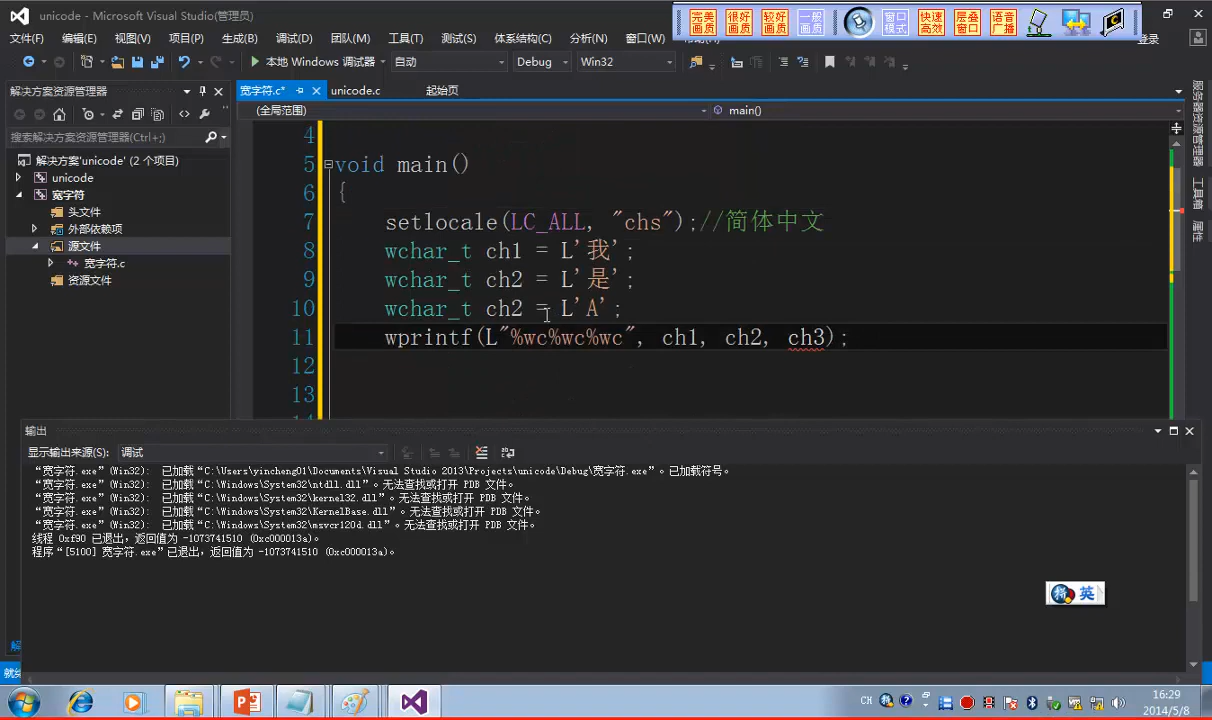 unicode - Microsoft Visual Studio(管理员)
完美画质 很好画质 较好画质 一般画质 窗口模式 快速高效 层叠窗口 语音广播
文件(F) 编辑(E) 视图(V) 项目(P) 生成(B) 调试(D) 团队(M) 工具(T) 测试(S) 体系结构(C) 分析(N) 窗口(W) 登录
本地 Windows 调试器 自动 Debug Win32
解决方案资源管理器
宽字符.c* unicode.c 起始页
(全局范围) main()
搜索解决方案资源管理器(Ctrl+;)
解决方案'unicode' (2 个项目)
unicode
宽字符
头文件
外部依赖项
源文件
宽字符.c
资源文件
4
5 void main()
6 {
7 setlocale(LC_ALL, "chs");//简体中文
8 wchar_t ch1 = L'我';
9 wchar_t ch2 = L'是';
10 wchar_t ch2 = L'A';
11 wprintf(L"%wc%wc%wc", ch1, ch2, ch3);
12
13
服务器资源管理器
工具箱
属性
输出
显示输出来源(S): 调试
“宽字符.exe”(Win32): 已加载“C:\Users\yincheng01\Documents\Visual Studio 2013\Projects\unicode\Debug\宽字符.exe”。已加载符号。
“宽字符.exe”(Win32): 已加载“C:\Windows\System32\ntdll.dll”。无法查找或打开 PDB 文件。
“宽字符.exe”(Win32): 已加载“C:\Windows\System32\kernel32.dll”。无法查找或打开 PDB 文件。
“宽字符.exe”(Win32): 已加载“C:\Windows\System32\KernelBase.dll”。无法查找或打开 PDB 文件。
“宽字符.exe”(Win32): 已加载“C:\Windows\System32\msvcr120d.dll”。无法查找或打开 PDB 文件。
线程 0xf90 已退出，返回值为 -1073741510 (0xc000013a)。
程序“[5100] 宽字符.exe”已退出，返回值为 -1073741510 (0xc000013a)。
英
CH
16:29
2014/5/8